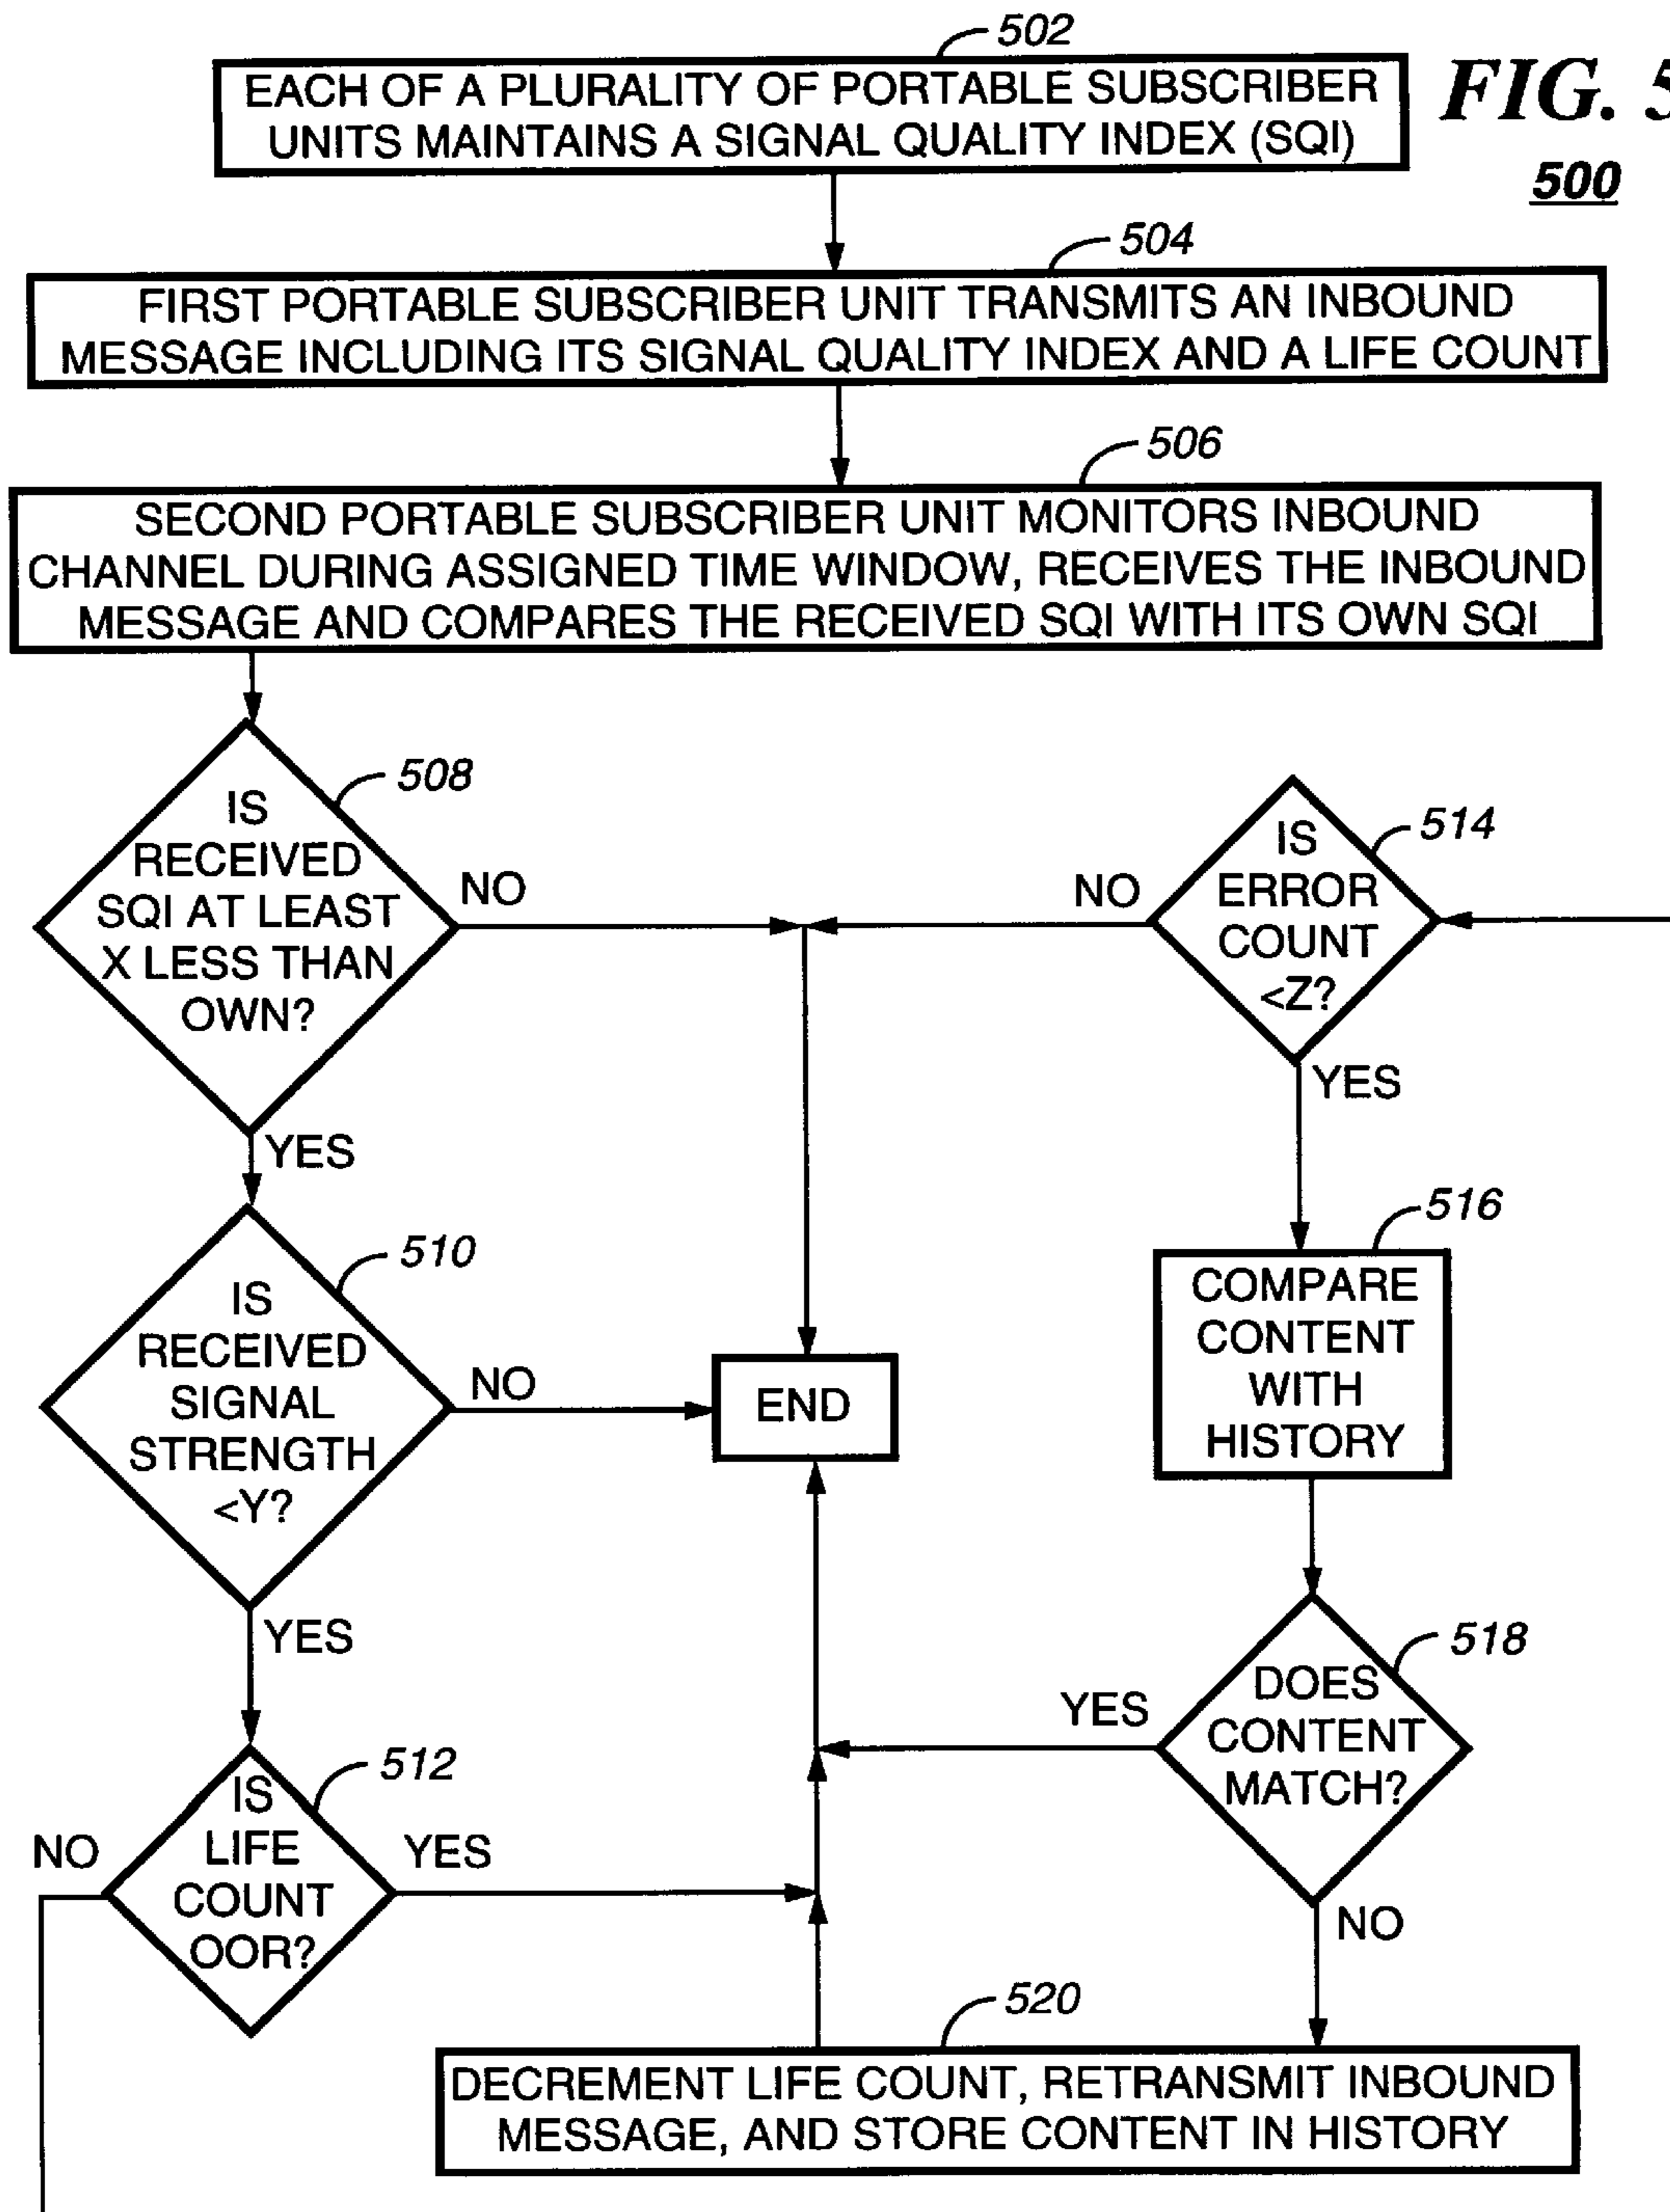 502
EACH OF A PLURALITY OF PORTABLE SUBSCRIBER
UNITS MAINTAINS A SIGNAL QUALITY INDEX (SQI)
FIG. 5
500
504
FIRST PORTABLE SUBSCRIBER UNIT TRANSMITS AN INBOUND
MESSAGE INCLUDING ITS SIGNAL QUALITY INDEX AND A LIFE COUNT
506
SECOND PORTABLE SUBSCRIBER UNIT MONITORS INBOUND
CHANNEL DURING ASSIGNED TIME WINDOW, RECEIVES THE INBOUND
MESSAGE AND COMPARES THE RECEIVED SQI WITH ITS OWN SQI
508
IS
RECEIVED
SQI AT LEAST
X LESS THAN
OWN?
NO
YES
510
IS
RECEIVED
SIGNAL
STRENGTH
<Y?
NO
YES
512
IS
LIFE
COUNT
OOR?
NO
YES
END
514
IS
ERROR
COUNT
<Z?
NO
YES
516
COMPARE
CONTENT
WITH
HISTORY
518
DOES
CONTENT
MATCH?
YES
NO
520
DECREMENT LIFE COUNT, RETRANSMIT INBOUND
MESSAGE, AND STORE CONTENT IN HISTORY